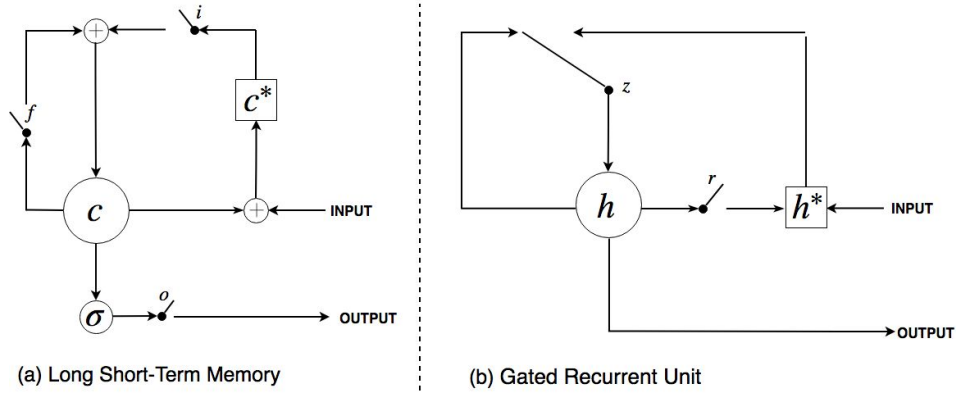 i
+
f
c*
c
+
INPUT
σ
o
OUTPUT
(a) Long Short-Term Memory
z
r
h
h*
INPUT
OUTPUT
(b) Gated Recurrent Unit